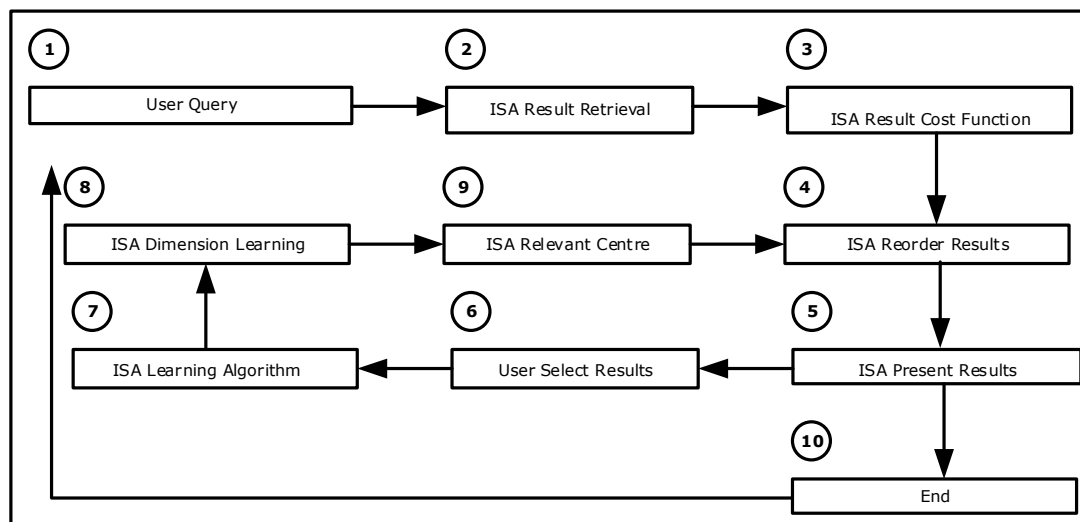 1
2
3
User Query
ISA Result Retrieval
ISA Result Cost Function
8
9
4
ISA Dimension Learning
ISA Relevant Centre
ISA Reorder Results
7
6
5
ISA Learning Algorithm
User Select Results
ISA Present Results
10
End